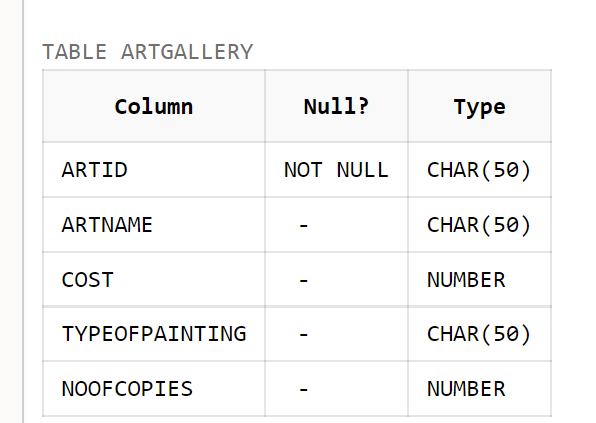 TABLE ARTGALLERY
Column Null? Type
ARTID NOT NULL CHAR(50)
ARTNAME - CHAR(50)
COST - NUMBER
TYPEOFPAINTING - CHAR(50)
NOOFCOPIES - NUMBER